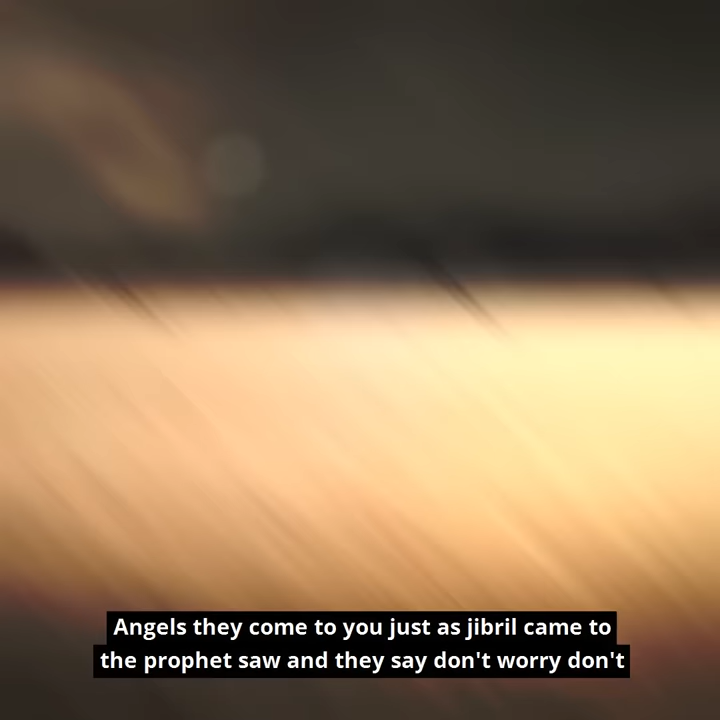 Angels they come to you just as jibril came to
the prophet saw and they say don't worry don't